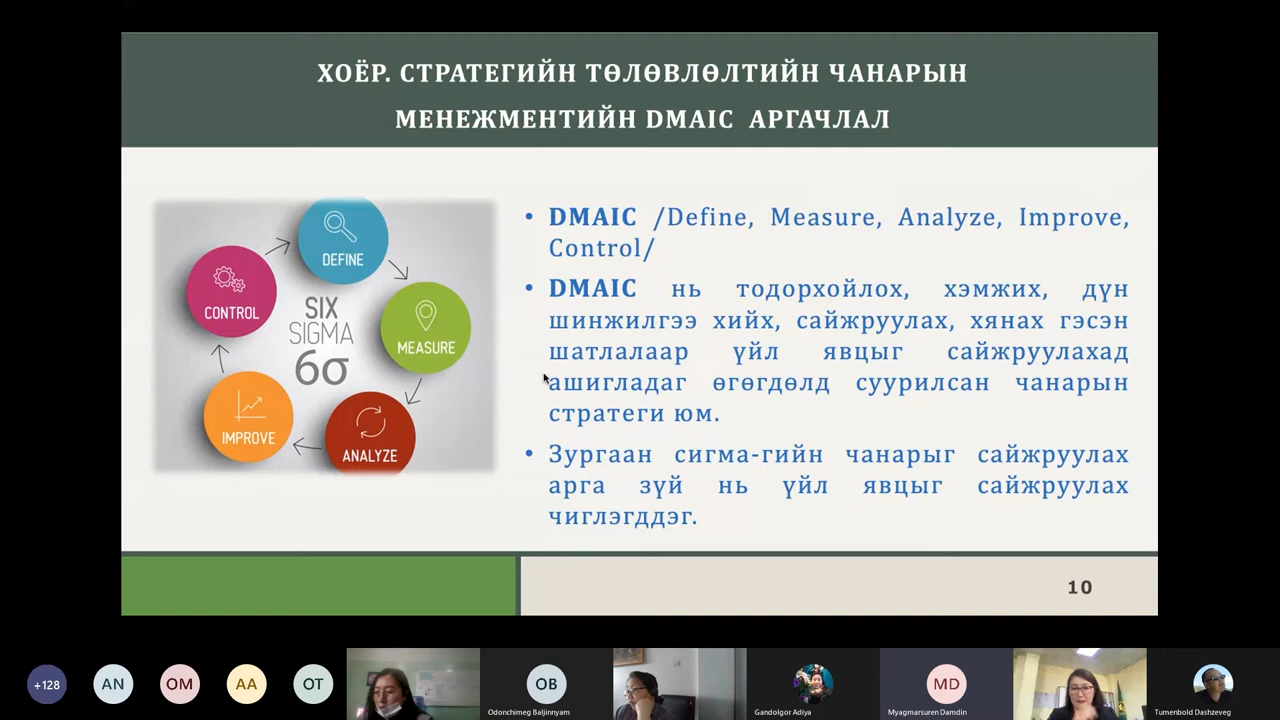 ХОЁР. СТРАТЕГИЙН ТӨЛӨВЛӨЛТИЙН ЧАНАРЫН
МЕНЕЖМЕНТИЙН DMAIC АРГАЧЛАЛ
DEFINE
CONTROL
SIX
SIGMA
6σ
MEASURE
IMPROVE
ANALYZE
• DMAIC /Define, Measure, Analyze, Improve,
Control/
• DMAIC нь тодорхойлох, хэмжих, дүн
шинжилгээ хийх, сайжруулах, хянах гэсэн
шатлалаар үйл явцыг сайжруулахад
ашигладаг өгөгдөлд суурилсан чанарын
стратеги юм.
• Зургаан сигма-гийн чанарыг сайжруулах
арга зүй нь үйл явцыг сайжруулах
чиглэгддэг.
10
+128
AN
OM
AA
OT
OB
Odonchimeg Baljinnyam
Gandolgor Adiya
MD
Myagmarsuren Damdin
Tumenbold Dashzeveg